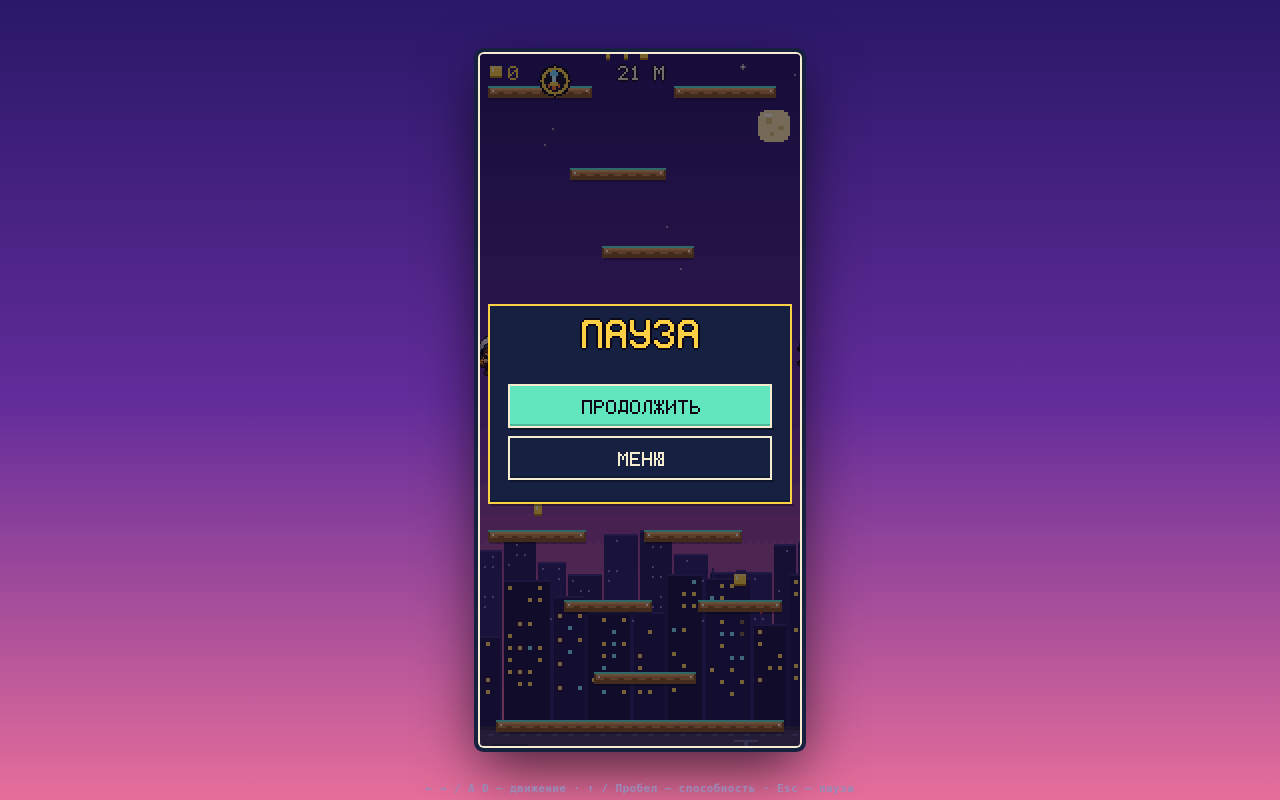 0
21 М
ПАУЗА
ПРОДОЛЖИТЬ
МЕНЮ
/ A D — движение · ↑ / Пробел — способность · Esc — пауза